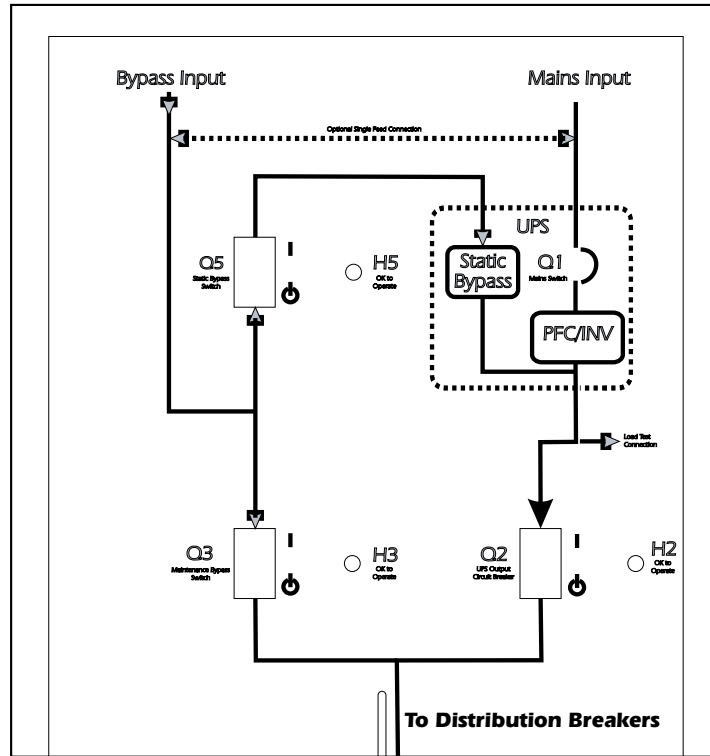 Bypass Input
Mains Input
Optional Single Feed Connection
UPS
Q5
Static Bypass
Switch
H5
OK to
Operate
Static
Bypass
Q1
Mains Switch
PFC/INV
Load Test
Connection
Q3
Maintenance Bypass
Switch
H3
OK to
Operate
Q2
UPS Output
Circuit Breaker
H2
OK to
Operate
To Distribution Breakers